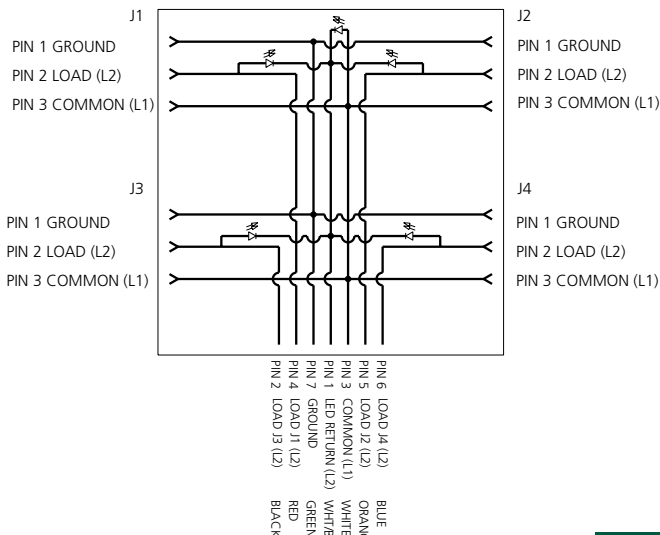 J1
J2
PIN 1 GROUND
PIN 1 GROUND
PIN 2 LOAD (L2)
PIN 2 LOAD (L2)
PIN 3 COMMON (L1)
PIN 3 COMMON (L1)
J3
J4
PIN 1 GROUND
PIN 1 GROUND
PIN 2 LOAD (L2)
PIN 2 LOAD (L2)
PIN 3 COMMON (L1)
PIN 3 COMMON (L1)
PIN 2 LOAD J3 (L2) BLACK
PIN 4 LOAD J1 (L2) RED
PIN 7 GROUND GREEN
PIN 1 LED RETURN (L2)
PIN 3 COMMON (L1) WHITE
PIN 5 LOAD J2 (L2)
PIN 6 LOAD J4 (L2) BLUE